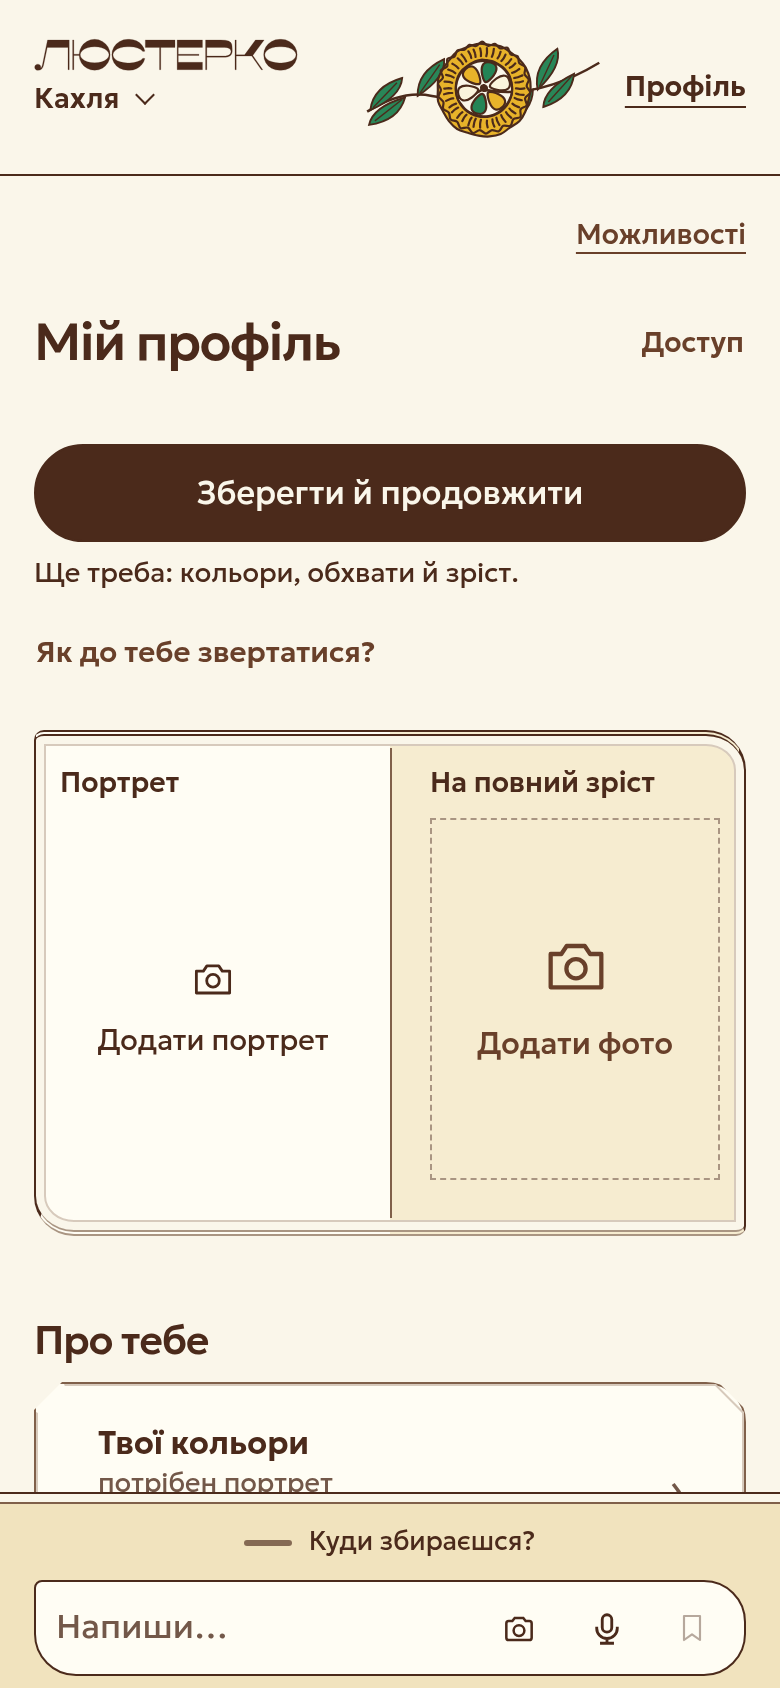 ЛЮСТЕРКО
Кахля
Профіль
Можливості
Мій профіль
Доступ
Зберегти й продовжити
Ще треба: кольори, обхвати й зріст.
Як до тебе звертатися?
Портрет
На повний зріст
Додати портрет
Додати фото
Про тебе
Твої кольори
потрібен портрет
Куди збираєшся?
Напиши...